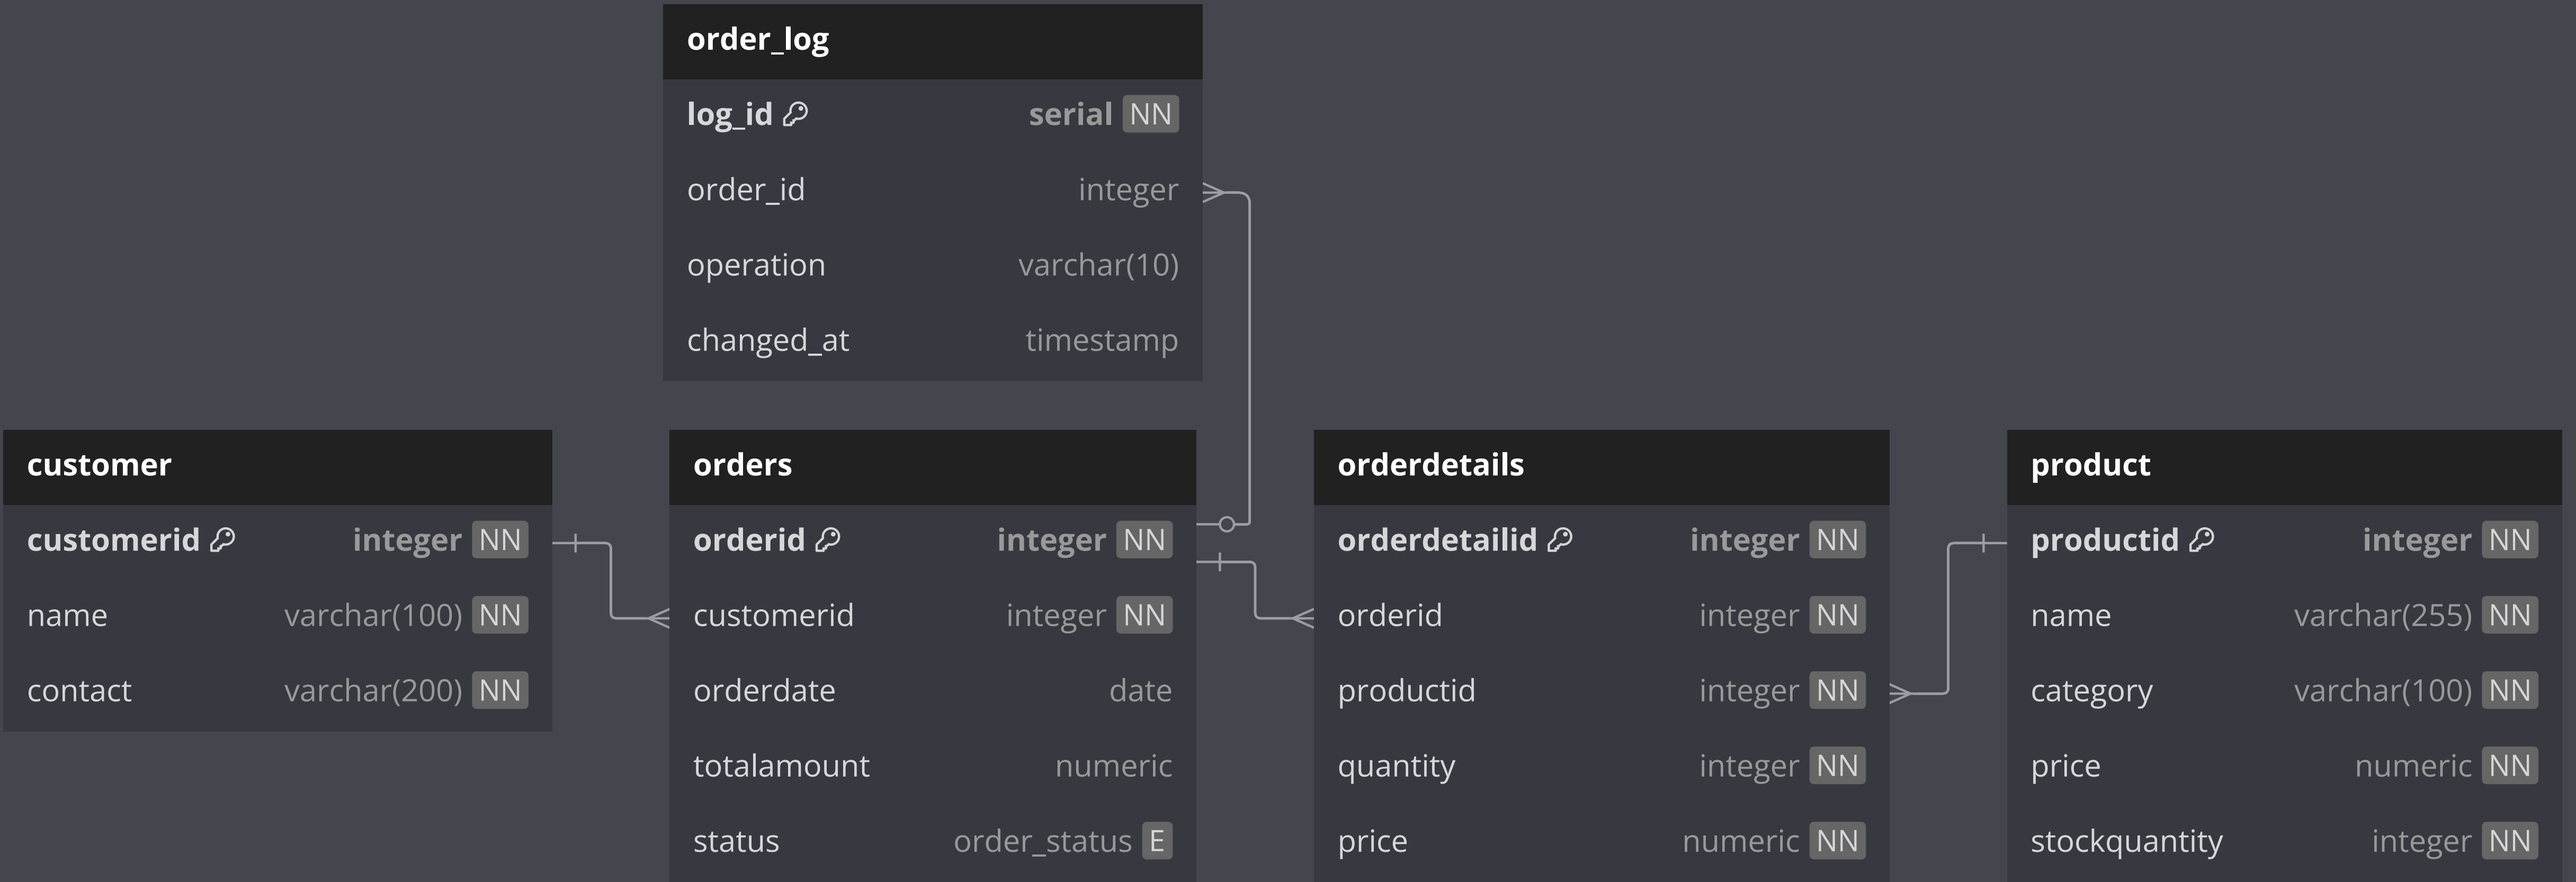 order_log
log_id serial NN
order_id integer
operation varchar(10)
changed_at timestamp
customer
customerid integer NN
name varchar(100) NN
contact varchar(200) NN
orders
orderid integer NN
customerid integer NN
orderdate date
totalamount numeric
status order_status E
orderdetails
orderdetailid integer NN
orderid integer NN
productid integer NN
quantity integer NN
price numeric NN
product
productid integer NN
name varchar(255) NN
category varchar(100) NN
price numeric NN
stockquantity integer NN